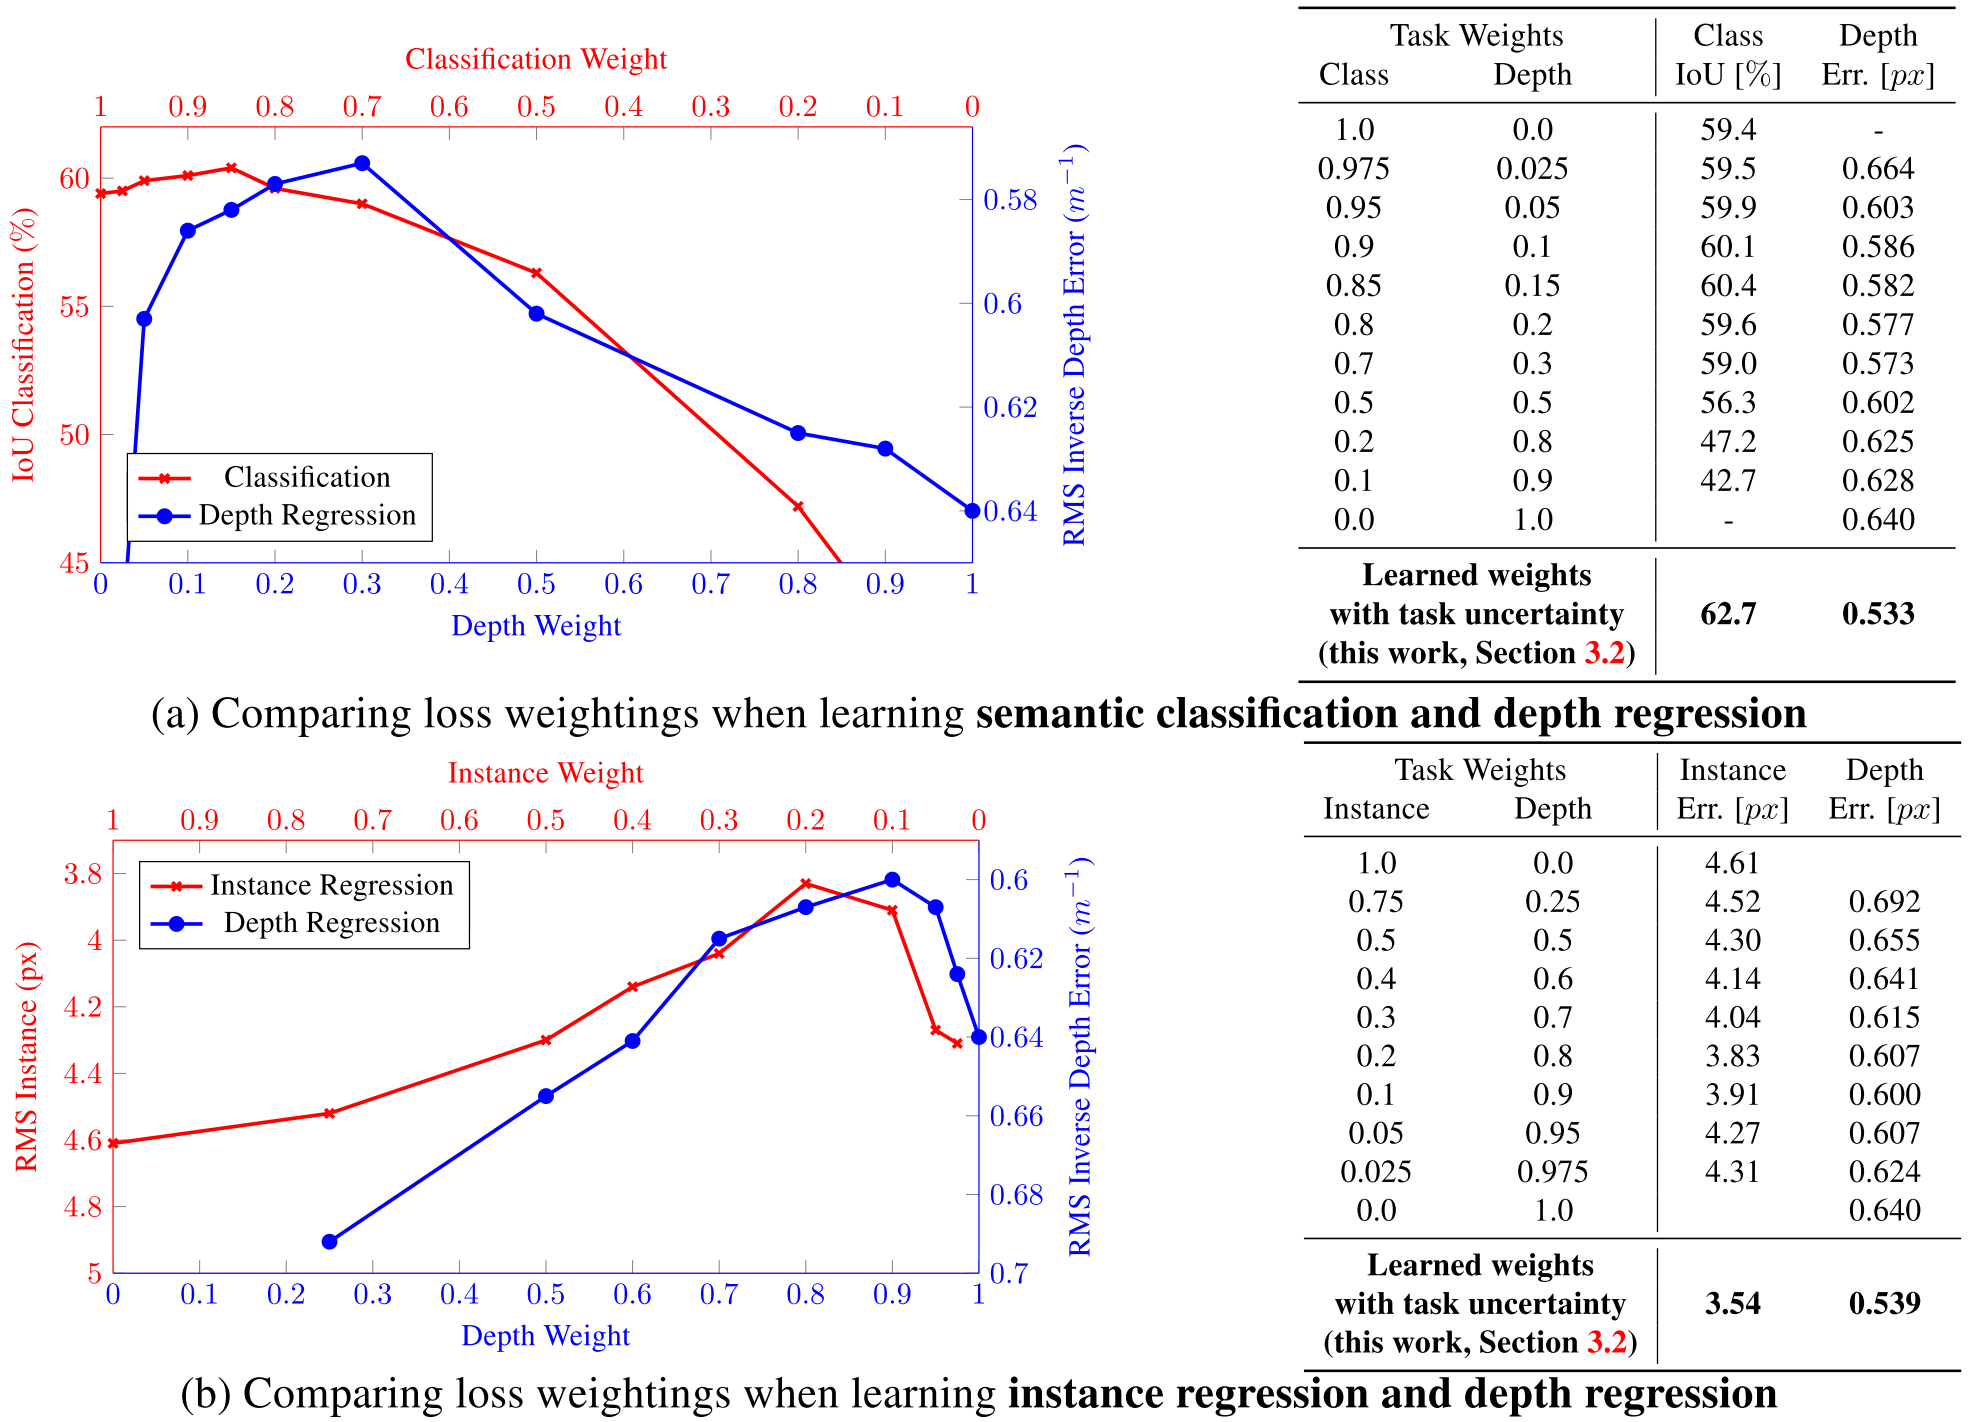 Classification Weight
1 0.9 0.8 0.7 0.6 0.5 0.4 0.3 0.2 0.1 0
IoU Classification (%)
60
55
50
45
Classification
Depth Regression
0.58
0.6
0.62
0.64
RMS Inverse Depth Error (m⁻¹)
0 0.1 0.2 0.3 0.4 0.5 0.6 0.7 0.8 0.9 1
Depth Weight
Task Weights Class Depth
Class Depth IoU [%] Err. [px]
1.0 0.0 59.4 -
0.975 0.025 59.5 0.664
0.95 0.05 59.9 0.603
0.9 0.1 60.1 0.586
0.85 0.15 60.4 0.582
0.8 0.2 59.6 0.577
0.7 0.3 59.0 0.573
0.5 0.5 56.3 0.602
0.2 0.8 47.2 0.625
0.1 0.9 42.7 0.628
0.0 1.0 - 0.640
Learned weights
with task uncertainty 62.7 0.533
(this work, Section 3.2)
(a) Comparing loss weightings when learning semantic classification and depth regression
Instance Weight
1 0.9 0.8 0.7 0.6 0.5 0.4 0.3 0.2 0.1 0
RMS Instance (px)
3.8
4
4.2
4.4
4.6
4.8
5
Instance Regression
Depth Regression
0.6
0.62
0.64
0.66
0.68
0.7
RMS Inverse Depth Error (m⁻¹)
0 0.1 0.2 0.3 0.4 0.5 0.6 0.7 0.8 0.9 1
Depth Weight
Task Weights Instance Depth
Instance Depth Err. [px] Err. [px]
1.0 0.0 4.61
0.75 0.25 4.52 0.692
0.5 0.5 4.30 0.655
0.4 0.6 4.14 0.641
0.3 0.7 4.04 0.615
0.2 0.8 3.83 0.607
0.1 0.9 3.91 0.600
0.05 0.95 4.27 0.607
0.025 0.975 4.31 0.624
0.0 1.0 0.640
Learned weights
with task uncertainty 3.54 0.539
(this work, Section 3.2)
(b) Comparing loss weightings when learning instance regression and depth regression